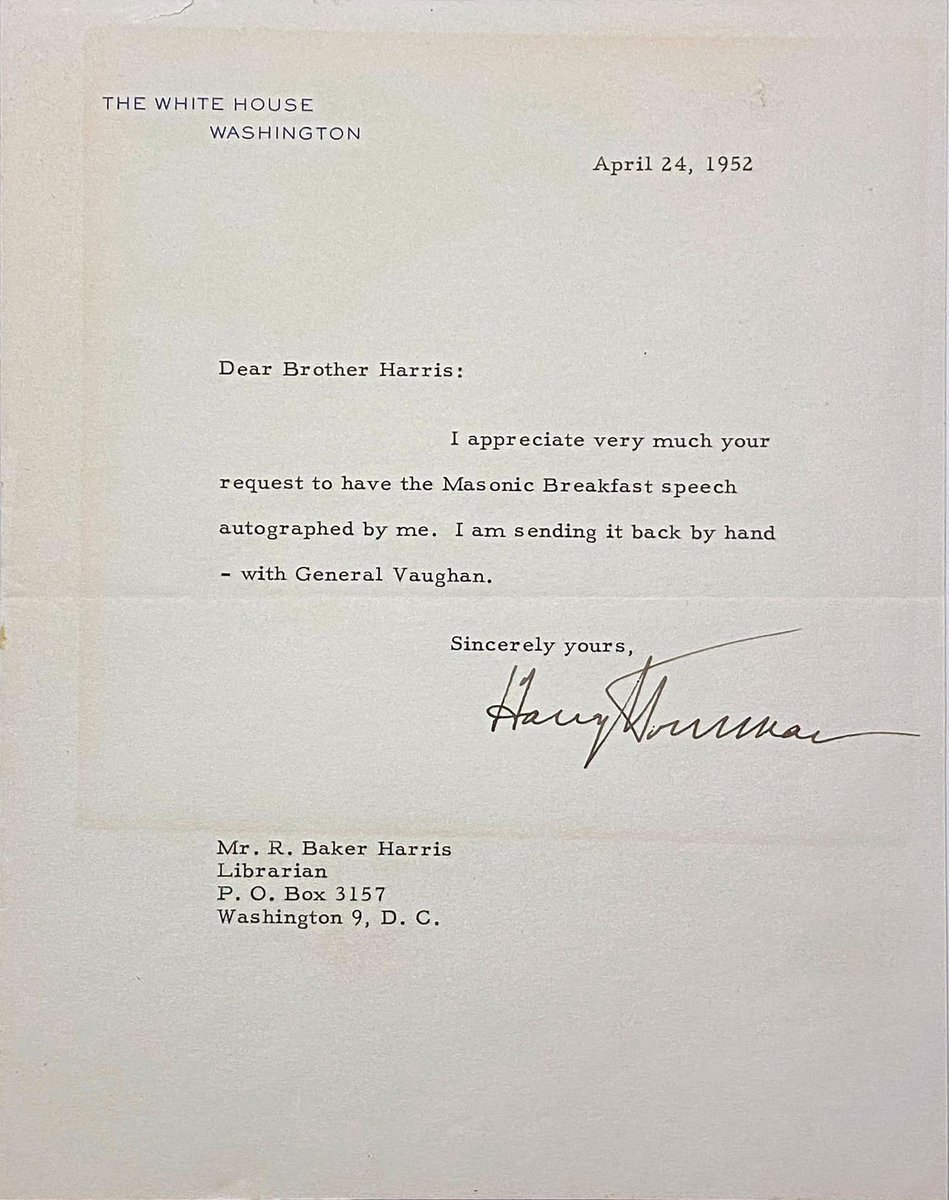 THE WHITE HOUSE
WASHINGTON
April 24, 1952
Dear Brother Harris:
I appreciate very much your
request to have the Masonic Breakfast speech
autographed by me. I am sending it back by hand
- with General Vaughan.
Sincerely yours,
Harry Truman
Mr. R. Baker Harris
Librarian
P. O. Box 3157
Washington 9, D. C.